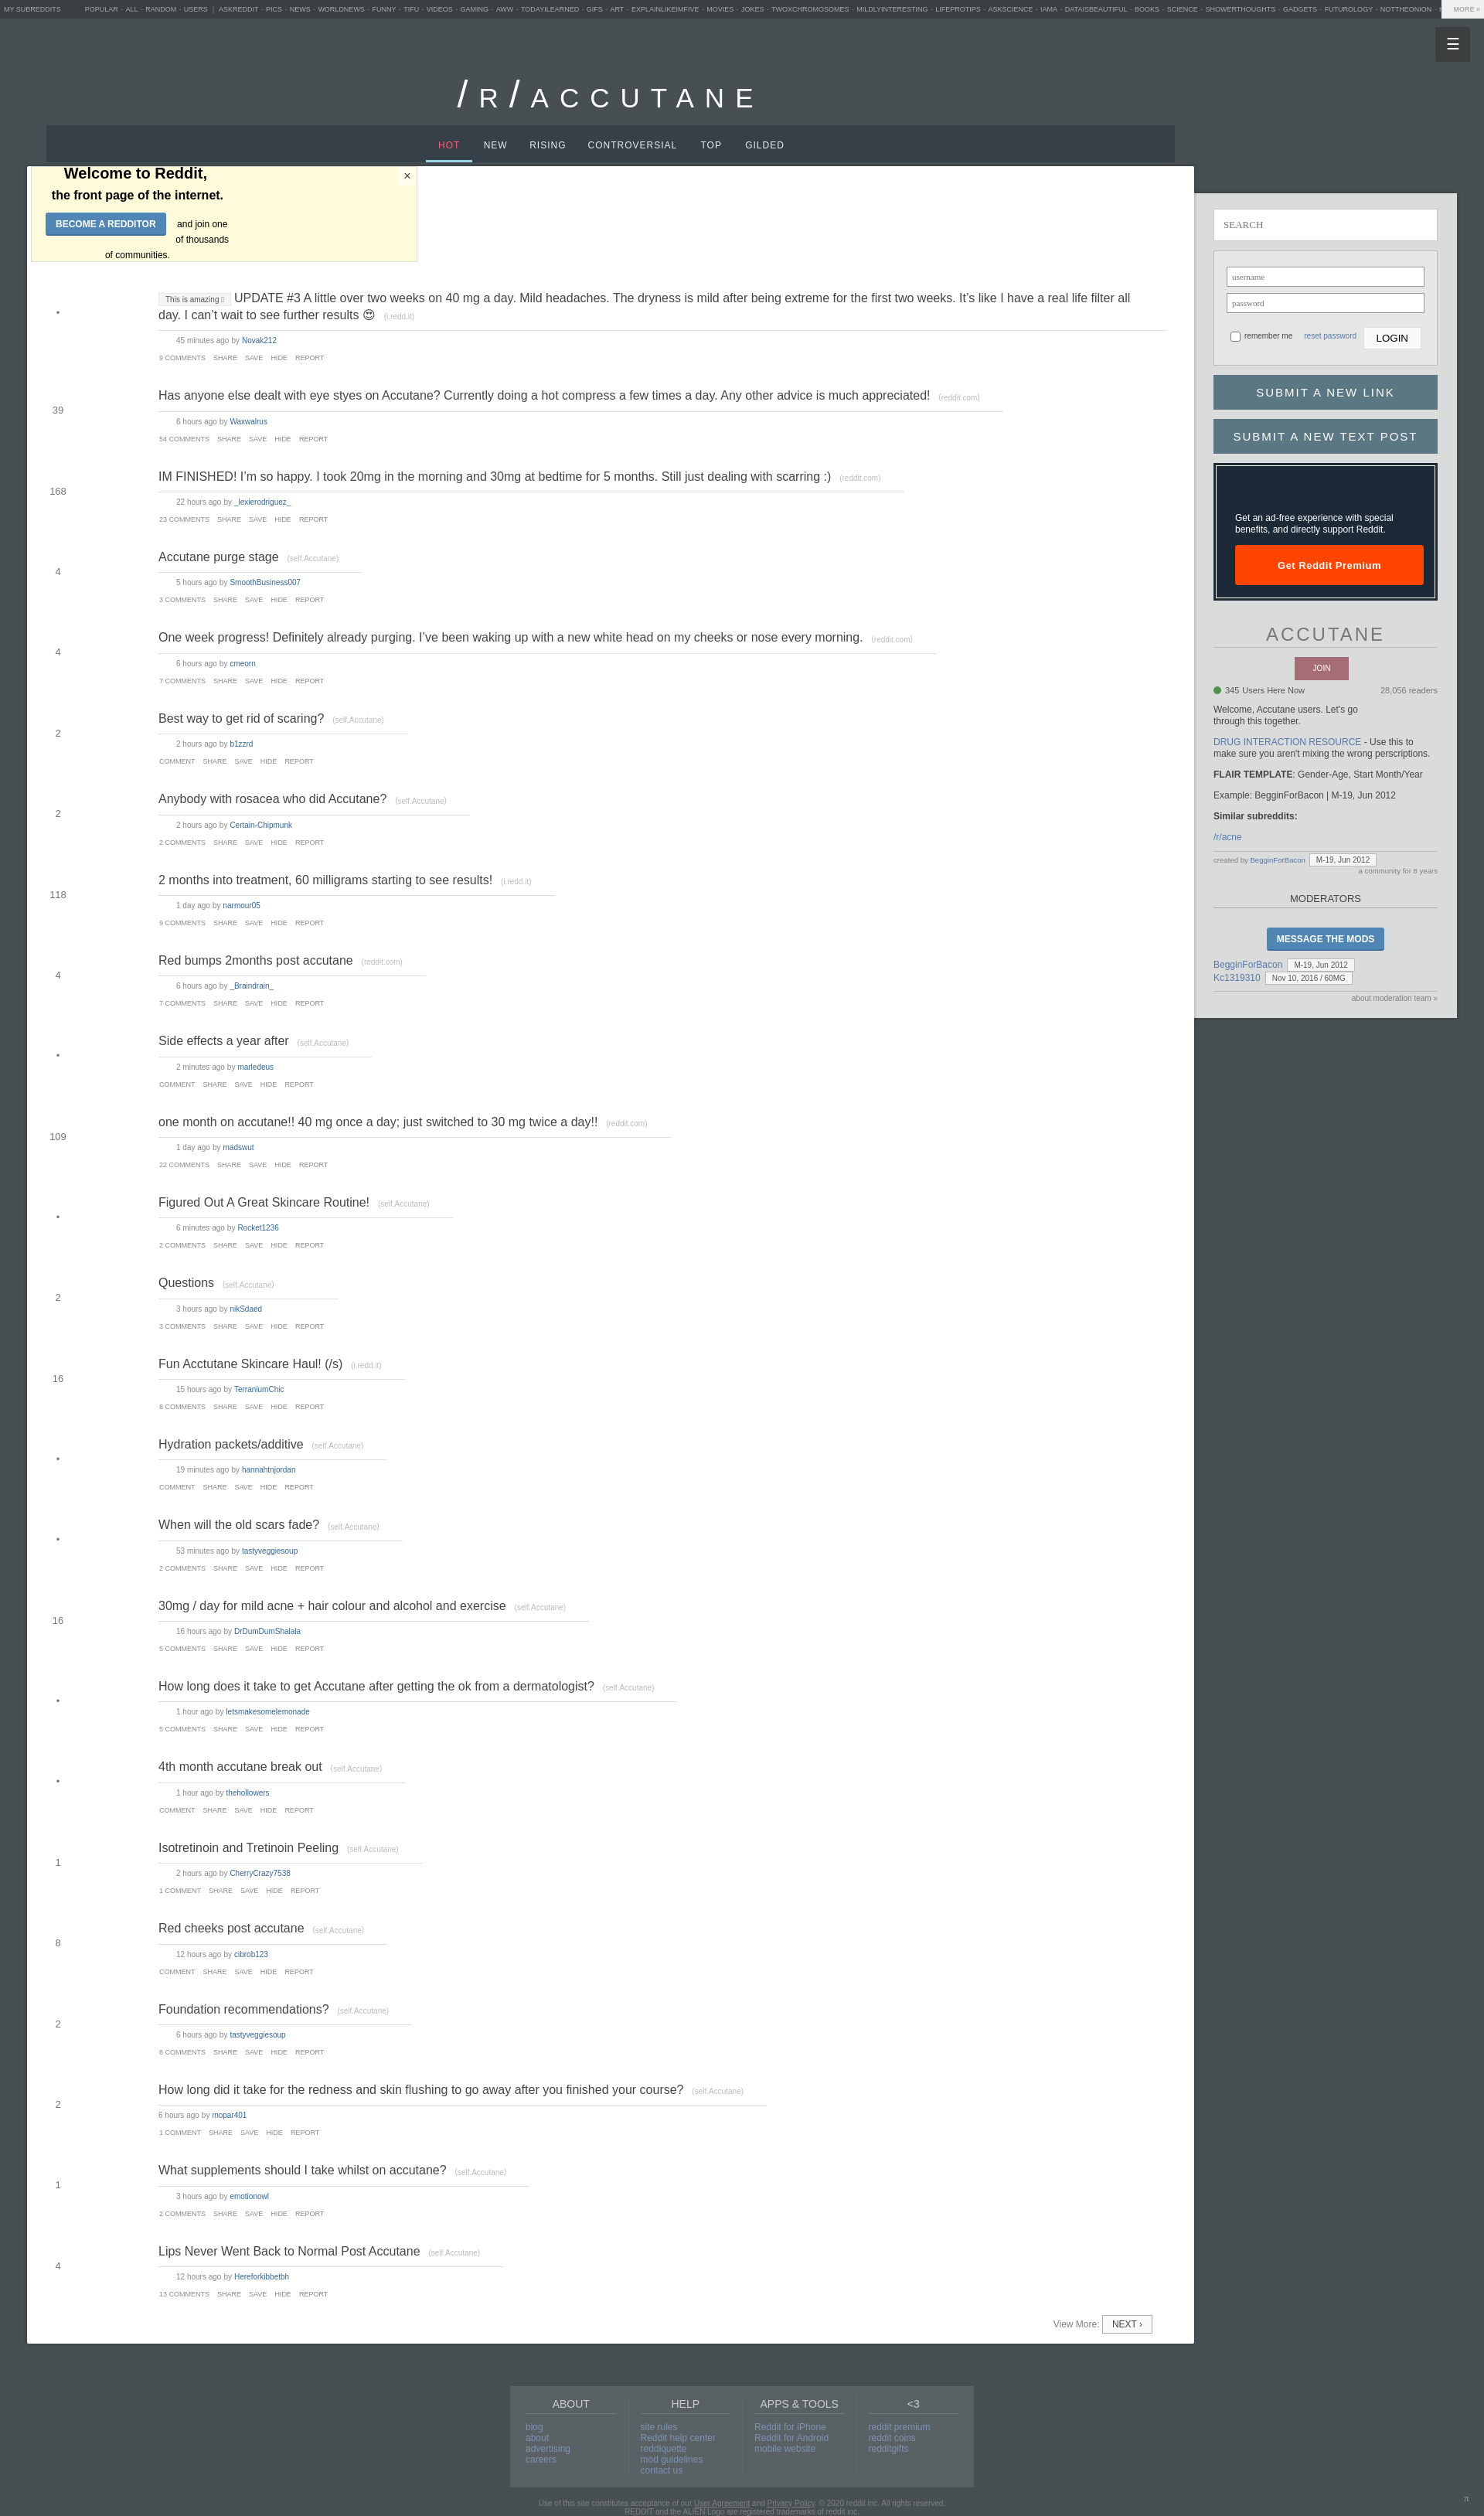 MY SUBREDDITS POPULAR - ALL - RANDOM - USERS | ASKREDDIT - PICS - NEWS - WORLDNEWS - FUNNY - TIFU - VIDEOS - GAMING - AWW - TODAYILEARNED - GIFS - ART - EXPLAINLIKEIMFIVE - MOVIES - JOKES - TWOXCHROMOSOMES - MILDLYINTERESTING - LIFEPROTIPS - ASKSCIENCE - IAMA - DATAISBEAUTIFUL - BOOKS - SCIENCE - SHOWERTHOUGHTS - GADGETS - FUTUROLOGY - NOTTHEONION - MORE »
☰
/R/ACCUTANE
HOT NEW RISING CONTROVERSIAL TOP GILDED
Welcome to Reddit,
×
the front page of the internet.
BECOME A REDDITOR and join one
of thousands
of communities.
This is amazing UPDATE #3 A little over two weeks on 40 mg a day. Mild headaches. The dryness is mild after being extreme for the first two weeks. It’s like I have a real life filter all
•
day. I can’t wait to see further results 😍 (i.redd.it)
45 minutes ago by Novak212
9 COMMENTS SHARE SAVE HIDE REPORT
39
Has anyone else dealt with eye styes on Accutane? Currently doing a hot compress a few times a day. Any other advice is much appreciated! (reddit.com)
6 hours ago by Waxwalrus
54 COMMENTS SHARE SAVE HIDE REPORT
168
IM FINISHED! I’m so happy. I took 20mg in the morning and 30mg at bedtime for 5 months. Still just dealing with scarring :) (reddit.com)
22 hours ago by _lexierodriguez_
23 COMMENTS SHARE SAVE HIDE REPORT
4
Accutane purge stage (self.Accutane)
5 hours ago by SmoothBusiness007
3 COMMENTS SHARE SAVE HIDE REPORT
4
One week progress! Definitely already purging. I’ve been waking up with a new white head on my cheeks or nose every morning. (reddit.com)
6 hours ago by cmeorn
7 COMMENTS SHARE SAVE HIDE REPORT
2
Best way to get rid of scaring? (self.Accutane)
2 hours ago by b1zzrd
COMMENT SHARE SAVE HIDE REPORT
2
Anybody with rosacea who did Accutane? (self.Accutane)
2 hours ago by Certain-Chipmunk
2 COMMENTS SHARE SAVE HIDE REPORT
118
2 months into treatment, 60 milligrams starting to see results! (i.redd.it)
1 day ago by narmour05
9 COMMENTS SHARE SAVE HIDE REPORT
4
Red bumps 2months post accutane (reddit.com)
6 hours ago by _Braindrain_
7 COMMENTS SHARE SAVE HIDE REPORT
•
Side effects a year after (self.Accutane)
2 minutes ago by marledeus
COMMENT SHARE SAVE HIDE REPORT
109
one month on accutane!! 40 mg once a day; just switched to 30 mg twice a day!! (reddit.com)
1 day ago by madswut
22 COMMENTS SHARE SAVE HIDE REPORT
•
Figured Out A Great Skincare Routine! (self.Accutane)
6 minutes ago by Rocket1236
2 COMMENTS SHARE SAVE HIDE REPORT
2
Questions (self.Accutane)
3 hours ago by nikSdaed
3 COMMENTS SHARE SAVE HIDE REPORT
16
Fun Acctutane Skincare Haul! (/s) (i.redd.it)
15 hours ago by TerraniumChic
8 COMMENTS SHARE SAVE HIDE REPORT
•
Hydration packets/additive (self.Accutane)
19 minutes ago by hannahtnjordan
COMMENT SHARE SAVE HIDE REPORT
•
When will the old scars fade? (self.Accutane)
53 minutes ago by tastyveggiesoup
2 COMMENTS SHARE SAVE HIDE REPORT
16
30mg / day for mild acne + hair colour and alcohol and exercise (self.Accutane)
16 hours ago by DrDumDumShalala
5 COMMENTS SHARE SAVE HIDE REPORT
•
How long does it take to get Accutane after getting the ok from a dermatologist? (self.Accutane)
1 hour ago by letsmakesomelemonade
5 COMMENTS SHARE SAVE HIDE REPORT
•
4th month accutane break out (self.Accutane)
1 hour ago by thehollowers
COMMENT SHARE SAVE HIDE REPORT
1
Isotretinoin and Tretinoin Peeling (self.Accutane)
2 hours ago by CherryCrazy7538
1 COMMENT SHARE SAVE HIDE REPORT
8
Red cheeks post accutane (self.Accutane)
12 hours ago by cibrob123
COMMENT SHARE SAVE HIDE REPORT
2
Foundation recommendations? (self.Accutane)
6 hours ago by tastyveggiesoup
8 COMMENTS SHARE SAVE HIDE REPORT
2
How long did it take for the redness and skin flushing to go away after you finished your course? (self.Accutane)
6 hours ago by mopar401
1 COMMENT SHARE SAVE HIDE REPORT
1
What supplements should I take whilst on accutane? (self.Accutane)
3 hours ago by emotionowl
2 COMMENTS SHARE SAVE HIDE REPORT
4
Lips Never Went Back to Normal Post Accutane (self.Accutane)
12 hours ago by Hereforkibbetbh
13 COMMENTS SHARE SAVE HIDE REPORT
View More: NEXT ›
SEARCH
username
password
remember me reset password LOGIN
SUBMIT A NEW LINK
SUBMIT A NEW TEXT POST
Get an ad-free experience with special
benefits, and directly support Reddit.
Get Reddit Premium
ACCUTANE
JOIN
345 Users Here Now 28,056 readers
Welcome, Accutane users. Let's go
through this together.
DRUG INTERACTION RESOURCE - Use this to
make sure you aren't mixing the wrong perscriptions.
FLAIR TEMPLATE: Gender-Age, Start Month/Year
Example: BegginForBacon | M-19, Jun 2012
Similar subreddits:
/r/acne
created by BegginForBacon M-19, Jun 2012
a community for 8 years
MODERATORS
MESSAGE THE MODS
BegginForBacon M-19, Jun 2012
Kc1319310 Nov 10, 2016 / 60MG
about moderation team »
ABOUT
blog
about
advertising
careers
HELP
site rules
Reddit help center
reddiquette
mod guidelines
contact us
APPS & TOOLS
Reddit for iPhone
Reddit for Android
mobile website
<3
reddit premium
reddit coins
redditgifts
Use of this site constitutes acceptance of our User Agreement and Privacy Policy. © 2020 reddit inc. All rights reserved.
REDDIT and the ALIEN Logo are registered trademarks of reddit inc.
π